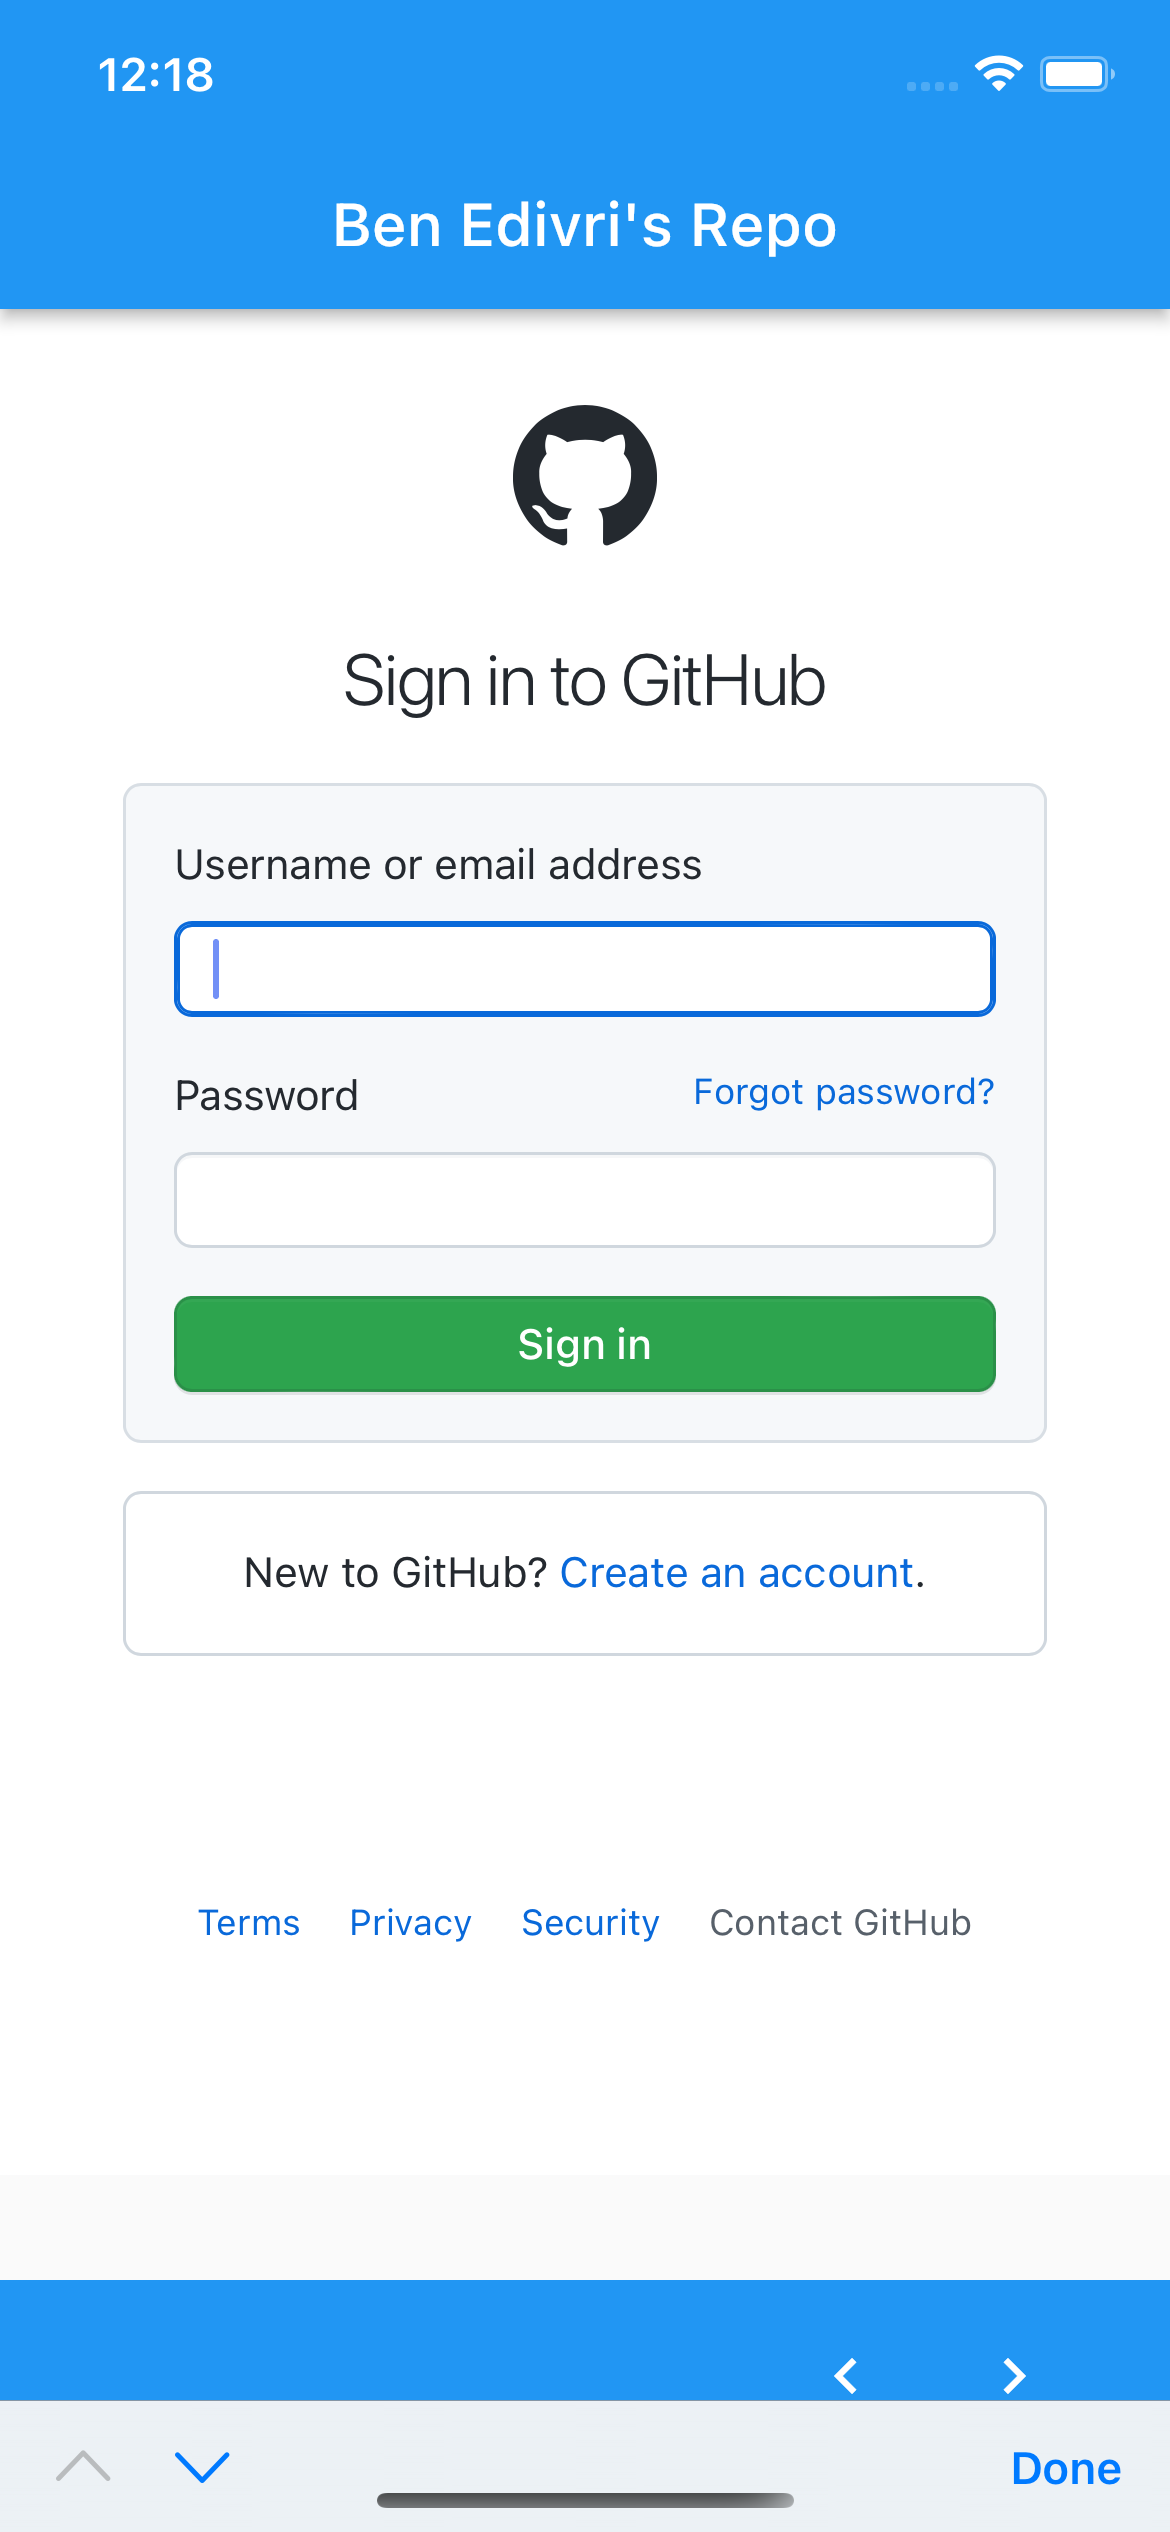 12:18
Ben Edivri's Repo
Sign in to GitHub
Username or email address
Password
Forgot password?
Sign in
New to GitHub? Create an account.
Terms Privacy Security Contact GitHub
Done